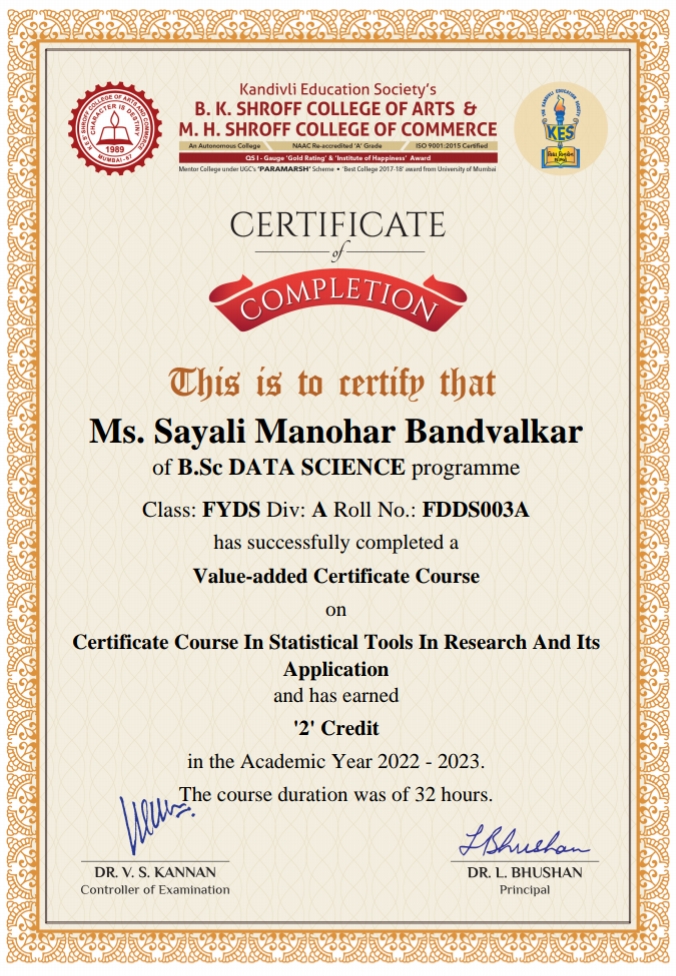 Kandivli Education Society's
B. K. SHROFF COLLEGE OF ARTS &
M. H. SHROFF COLLEGE OF COMMERCE
An Autonomous College NAAC Re-accredited 'A' Grade ISO 9001:2015 Certified
QS I - Gauge 'Gold Rating' & 'Institute of Happiness' Award
Mentor College under UGC's 'PARAMARSH' Scheme • 'Best College 2017-18' award from University of Mumbai
K.E.S. SHROFF COLLEGE OF ARTS AND COMMERCE
CHARACTER IS DESTINY
1989
MUMBAI - 67
THE KANDIVLI EDUCATION SOCIETY
KES
CERTIFICATE
of
COMPLETION
This is to certify that
Ms. Sayali Manohar Bandvalkar
of B.Sc DATA SCIENCE programme
Class: FYDS Div: A Roll No.: FDDS003A
has successfully completed a
Value-added Certificate Course
on
Certificate Course In Statistical Tools In Research And Its
Application
and has earned
'2' Credit
in the Academic Year 2022 - 2023.
The course duration was of 32 hours.
LBhushan
DR. V. S. KANNAN DR. L. BHUSHAN
Controller of Examination Principal